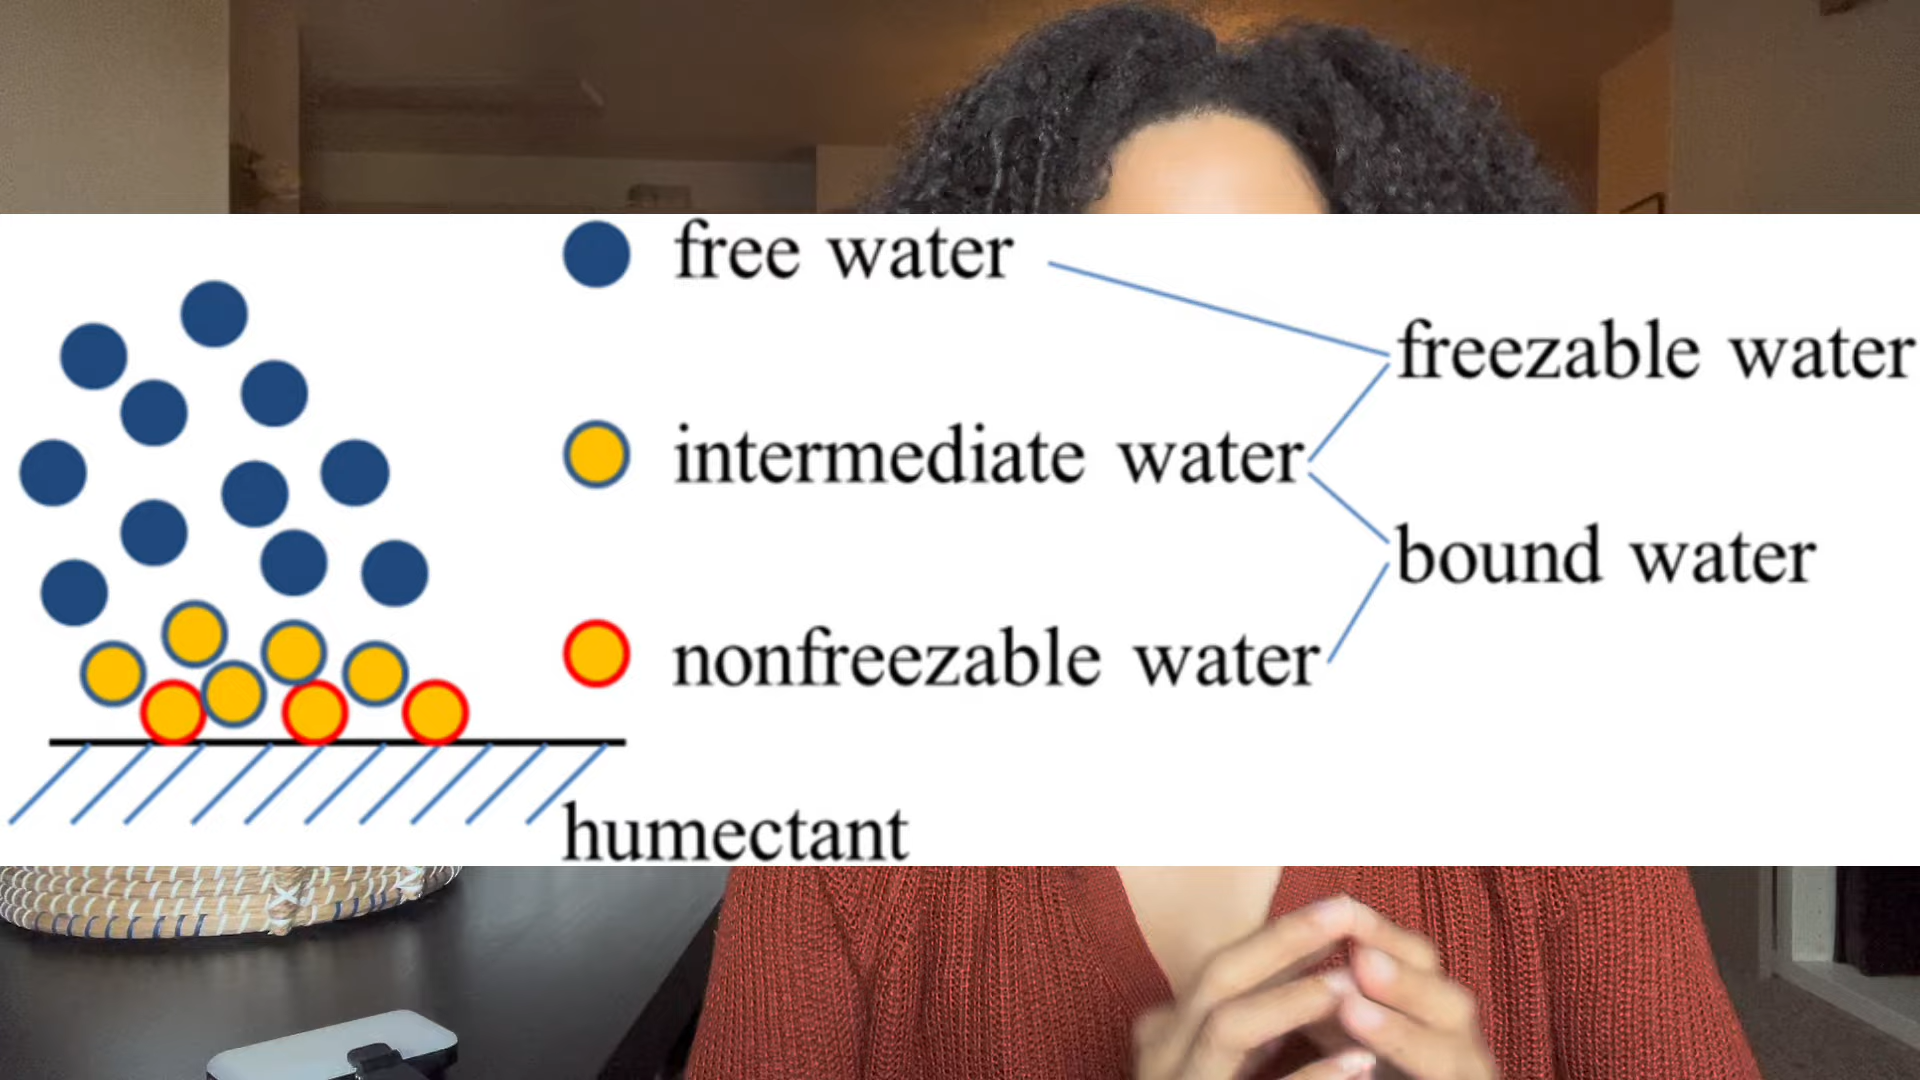 free water
freezable water
intermediate water
bound water
nonfreezable water
humectant